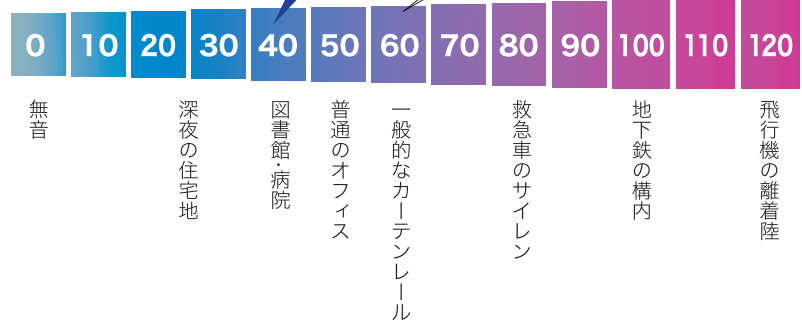 0 10 20 30 40 50 60 70 80 90 100 110 120
無音
深夜の住宅地
図書館・病院
普通のオフィス
一般的なカーテンレール
救急車のサイレン
地下鉄の構内
飛行機の離着陸